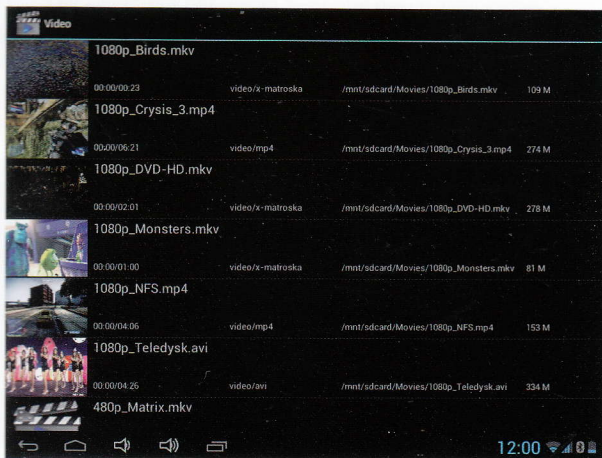 Video
1080p_Birds.mkv
00:00/00:23 video/x-matroska /mnt/sdcard/Movies/1080p_Birds.mkv 109 M
1080p_Crysis_3.mp4
00:00/06:21 video/mp4 /mnt/sdcard/Movies/1080p_Crysis_3.mp4 274 M
1080p_DVD-HD.mkv
00:00/02:01 video/x-matroska /mnt/sdcard/Movies/1080p_DVD-HD.mkv 278 M
1080p_Monsters.mkv
00:00/01:00 video/x-matroska /mnt/sdcard/Movies/1080p_Monsters.mkv 81 M
1080p_NFS.mp4
00:00/04:06 video/mp4 /mnt/sdcard/Movies/1080p_NFS.mp4 153 M
1080p_Teledysk.avi
00:00/04:26 video/avi /mnt/sdcard/Movies/1080p_Teledysk.avi 334 M
480p_Matrix.mkv
12:00